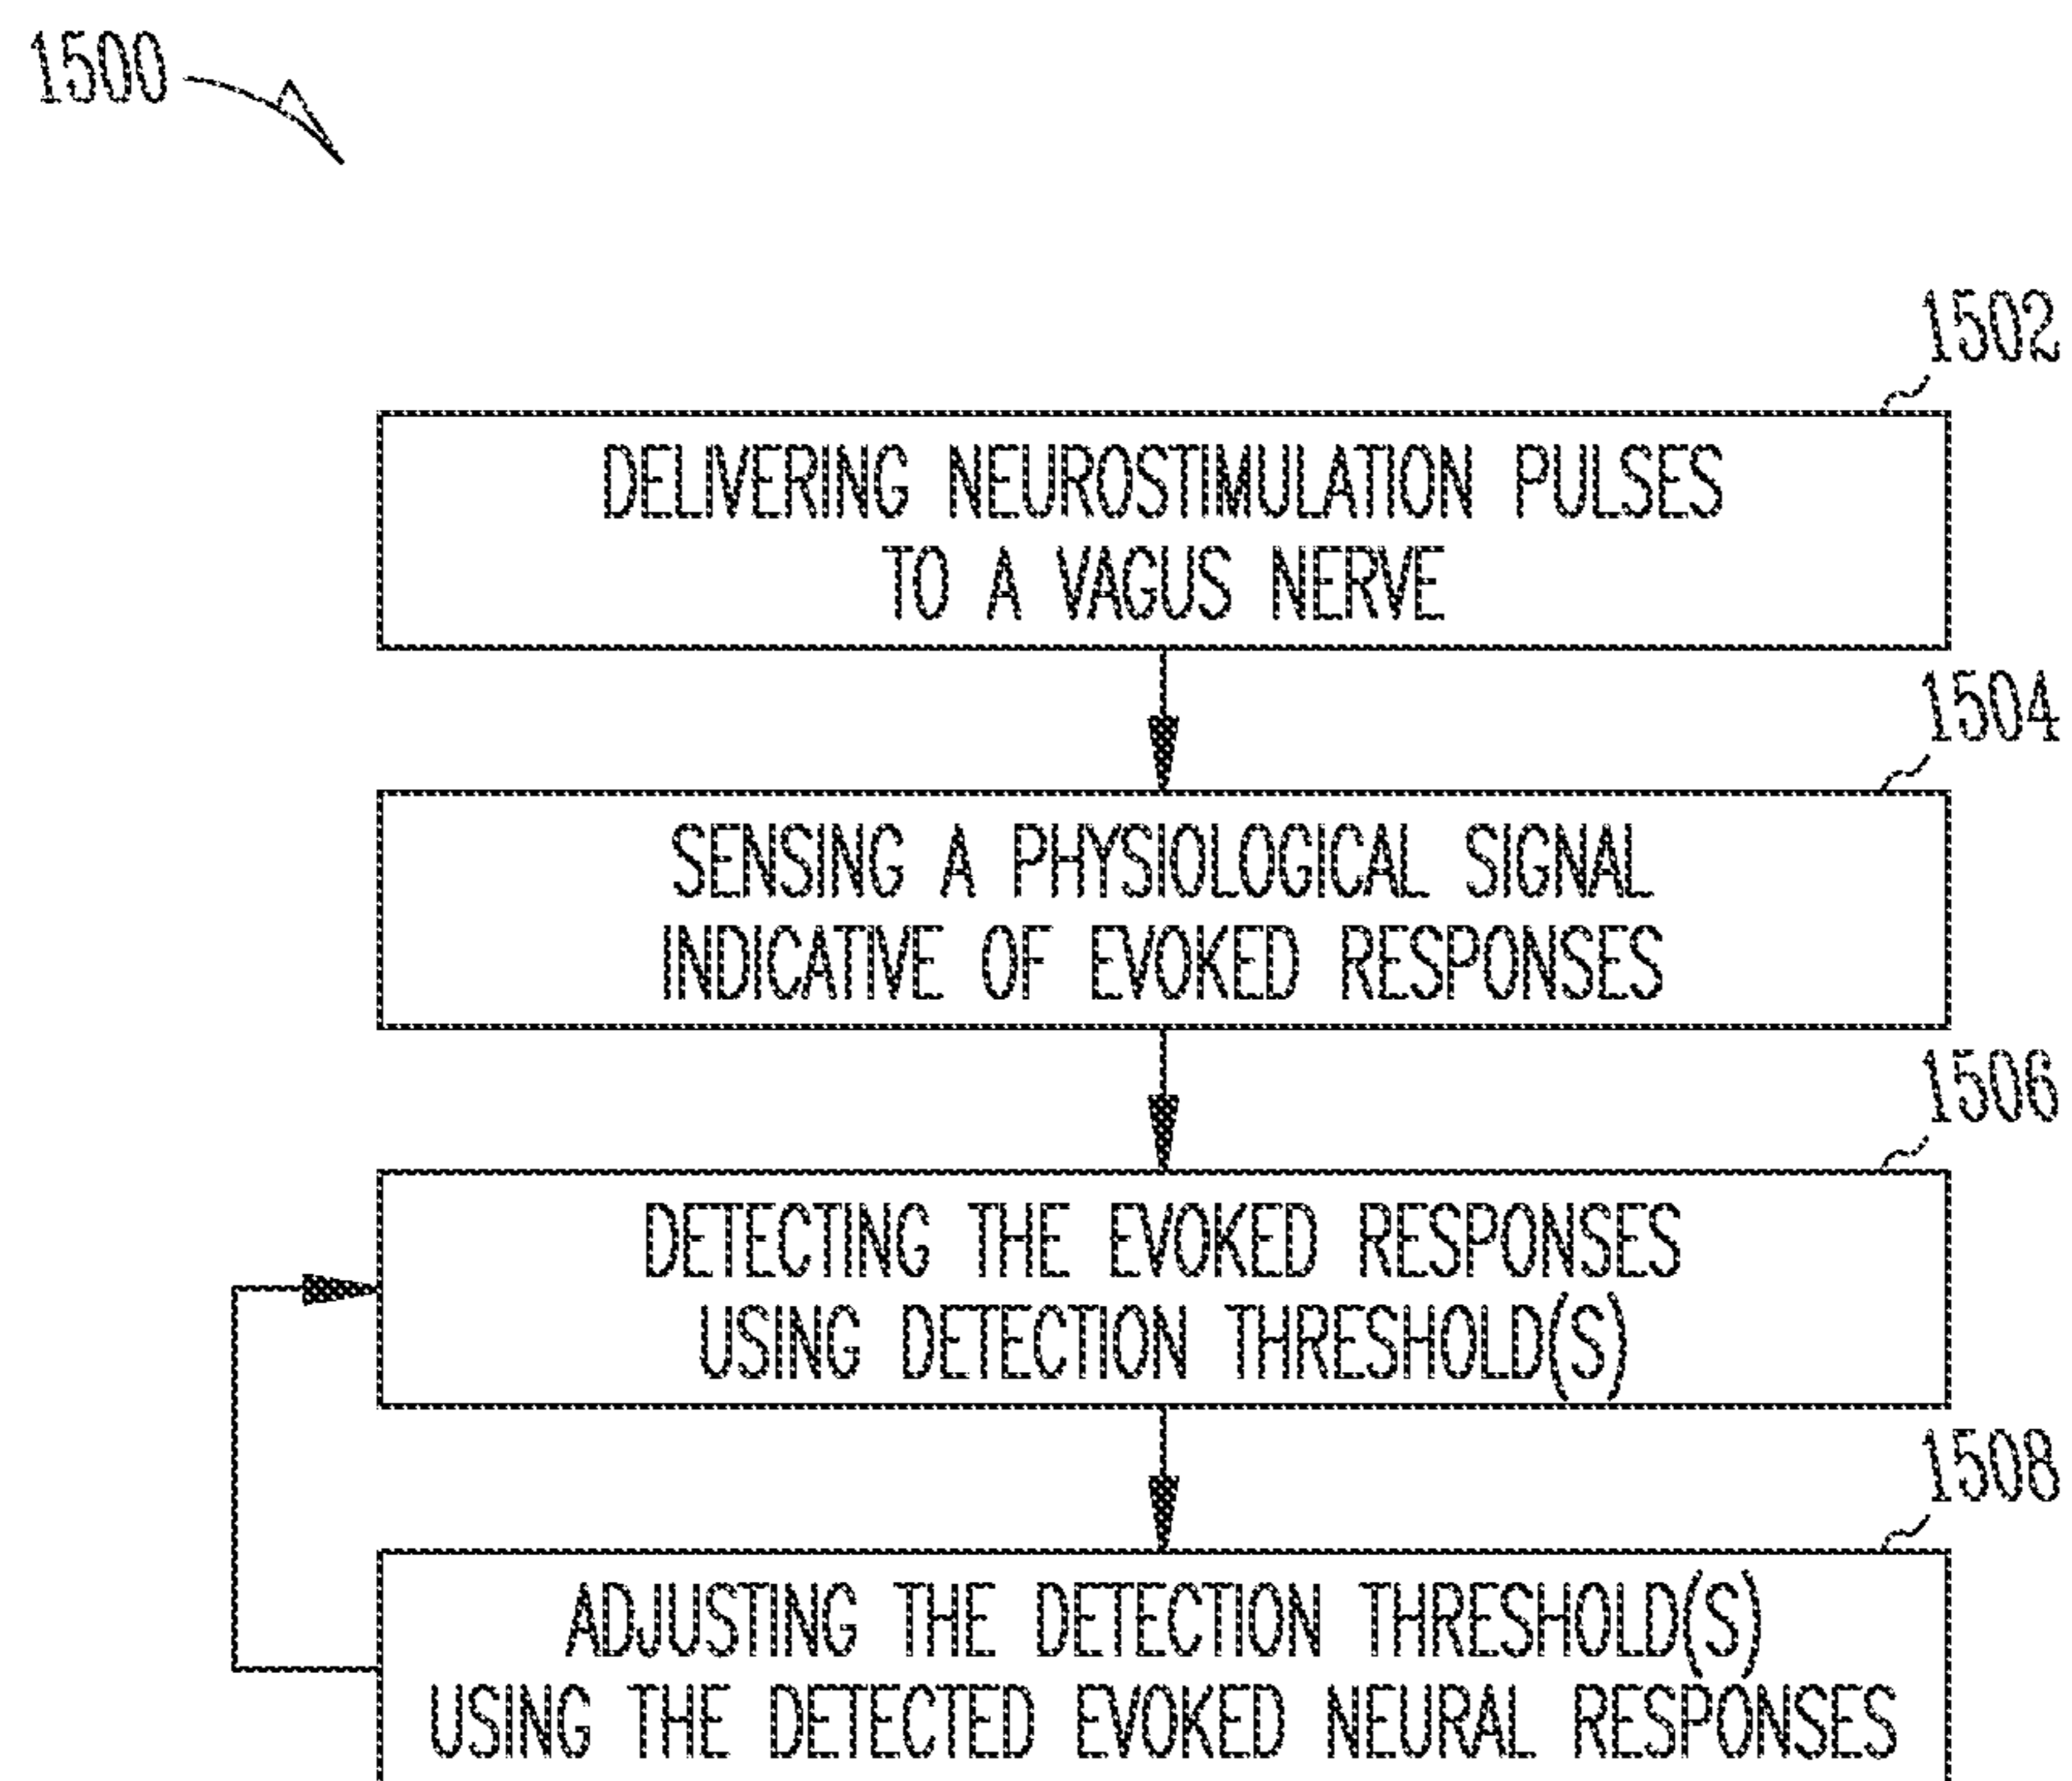 1500
1502
DELIVERING NEUROSTIMULATION PULSES
TO A VAGUS NERVE
1504
SENSING A PHYSIOLOGICAL SIGNAL
INDICATIVE OF EVOKED RESPONSES
1506
DETECTING THE EVOKED RESPONSES
USING DETECTION THRESHOLD(S)
1508
ADJUSTING THE DETECTION THRESHOLD(S)
USING THE DETECTED EVOKED NEURAL RESPONSES